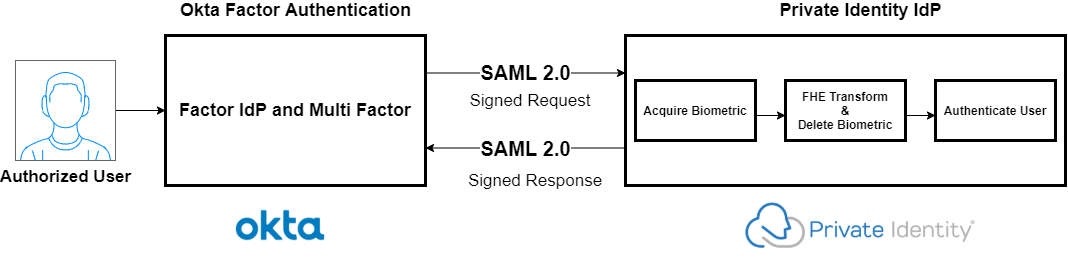 Okta Factor Authentication
Private Identity IdP
Authorized User
Factor IdP and Multi Factor
SAML 2.0
Signed Request
SAML 2.0
Signed Response
Acquire Biometric
FHE Transform
&
Delete Biometric
Authenticate User
okta
Private Identity®